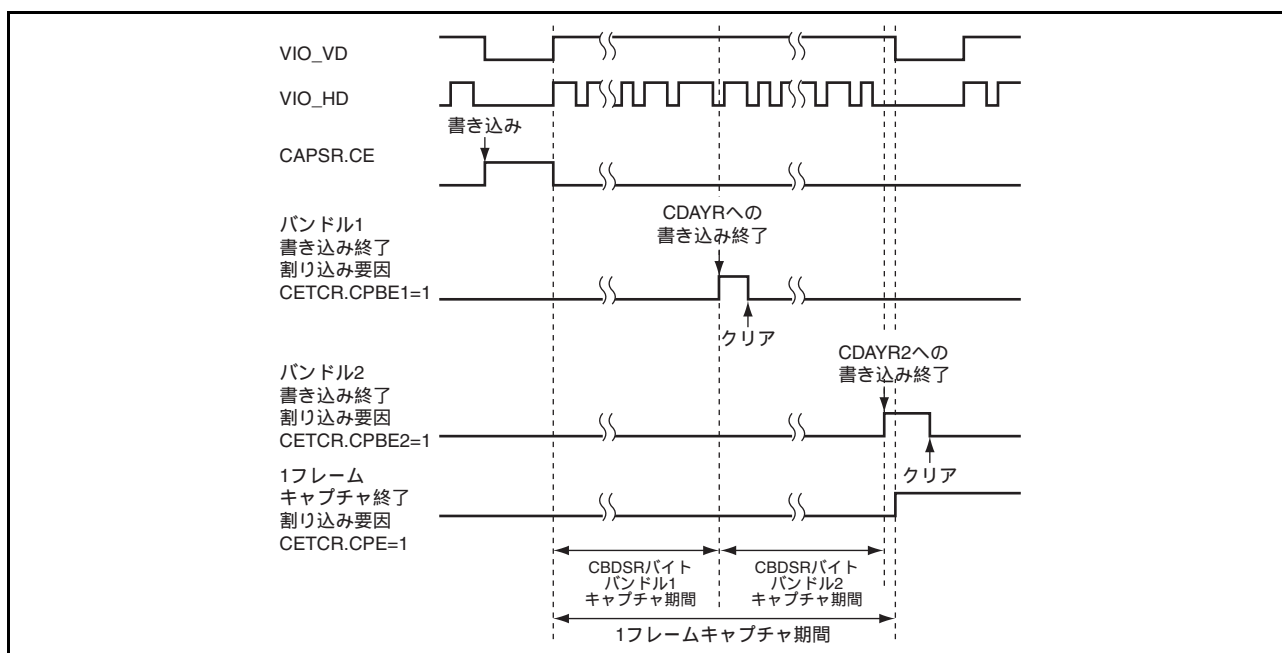 VIO_VD
VIO_HD
書き込み
CAPSR.CE
CDAYRへの
書き込み終了
バンドル1
書き込み終了
割り込み要因
CETCR.CPBE1=1
クリア
CDAYR2への
書き込み終了
バンドル2
書き込み終了
割り込み要因
CETCR.CPBE2=1
クリア
1フレーム
キャプチャ終了
割り込み要因
CETCR.CPE=1
CBDSRバイト
バンドル1
キャプチャ期間
CBDSRバイト
バンドル2
キャプチャ期間
1フレームキャプチャ期間